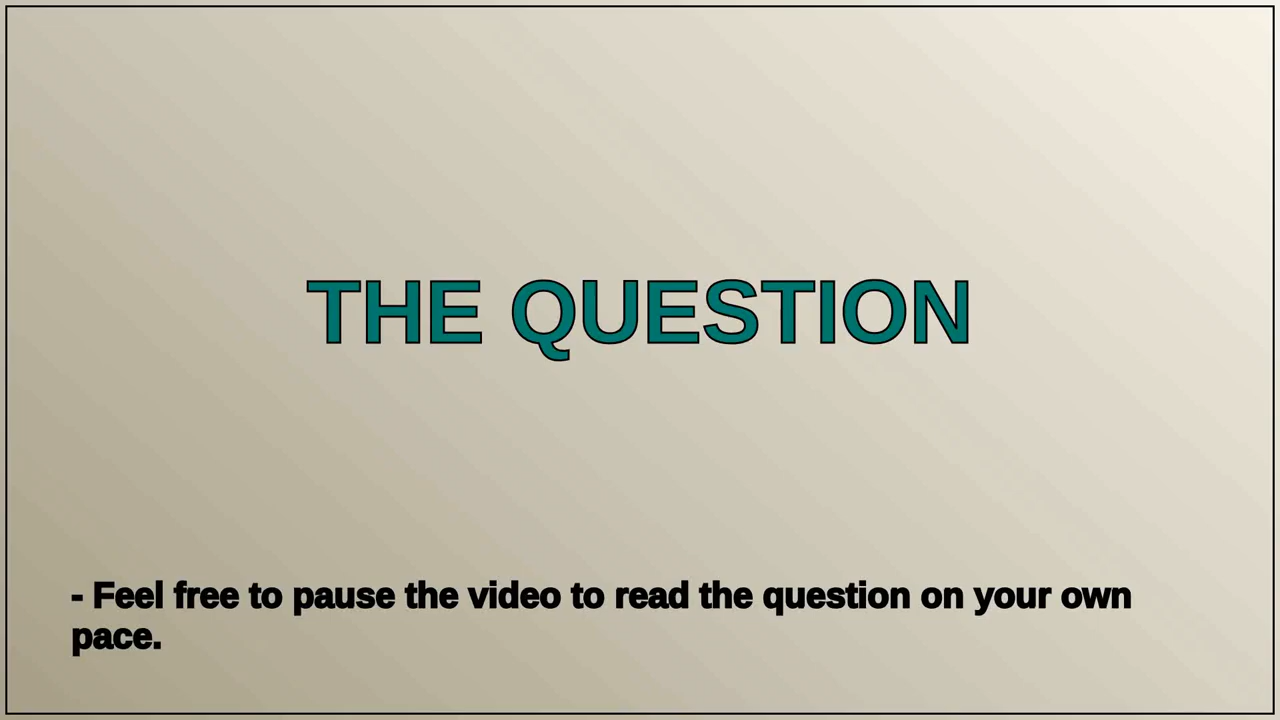 THE QUESTION
- Feel free to pause the video to read the question on your own
pace.